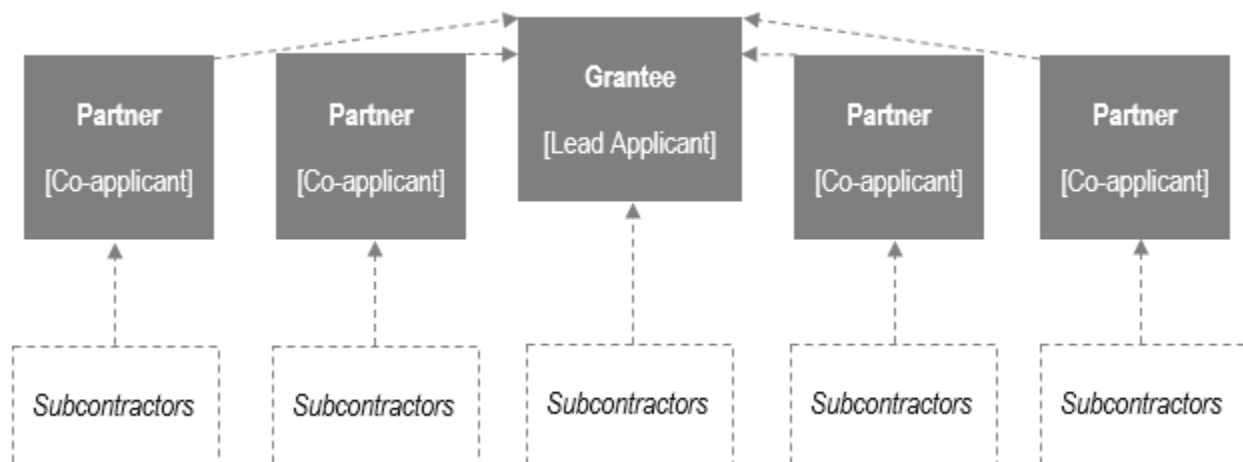 Grantee
[Lead Applicant]
Partner
[Co-applicant]
Partner
[Co-applicant]
Partner
[Co-applicant]
Partner
[Co-applicant]
Subcontractors
Subcontractors
Subcontractors
Subcontractors
Subcontractors